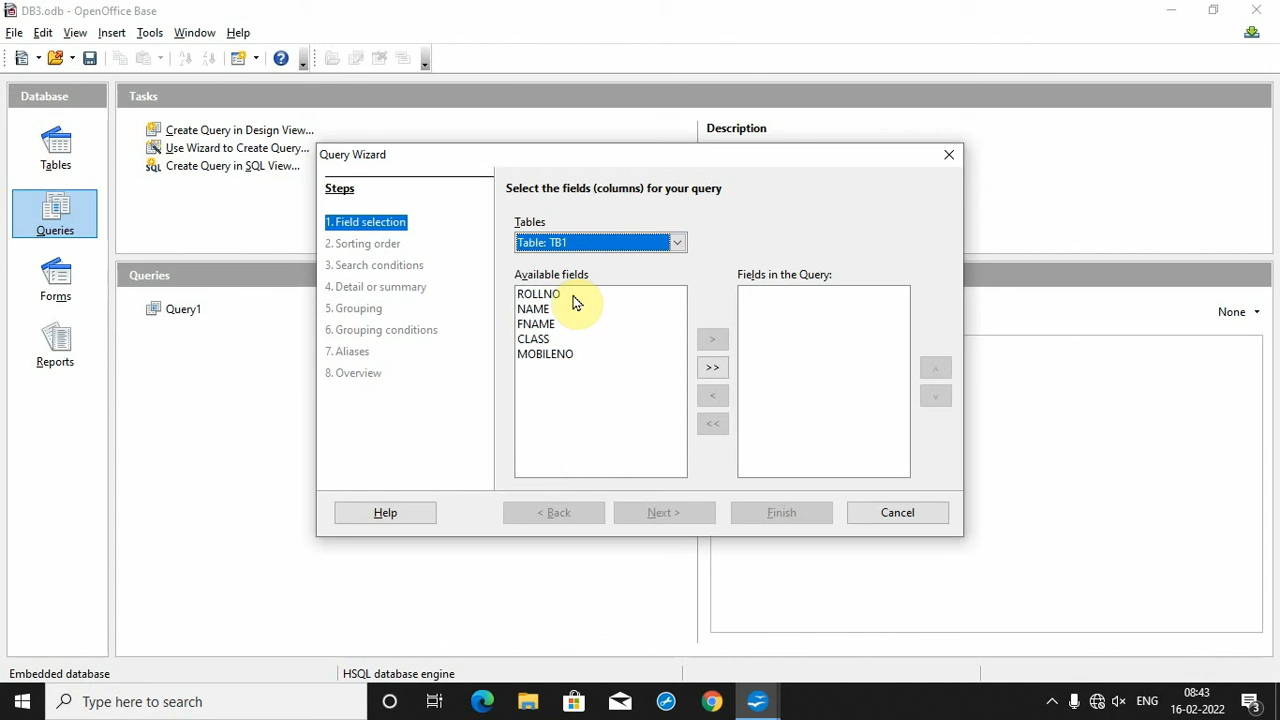 DB3.odb - OpenOffice Base
File Edit View Insert Tools Window Help
Database
Tables
Queries
Forms
Reports
Tasks
Create Query in Design View...
Use Wizard to Create Query...
SQL Create Query in SQL View...
Description
Queries
Query1
None
Query Wizard
Steps
1. Field selection
2. Sorting order
3. Search conditions
4. Detail or summary
5. Grouping
6. Grouping conditions
7. Aliases
8. Overview
Select the fields (columns) for your query
Tables
Table: TB1
Available fields
ROLLNO
NAME
FNAME
CLASS
MOBILENO
>
>>
<
<<
Fields in the Query:
^
v
Help
< Back
Next >
Finish
Cancel
Embedded database
HSQL database engine
Type here to search
ENG
08:43
16-02-2022
3